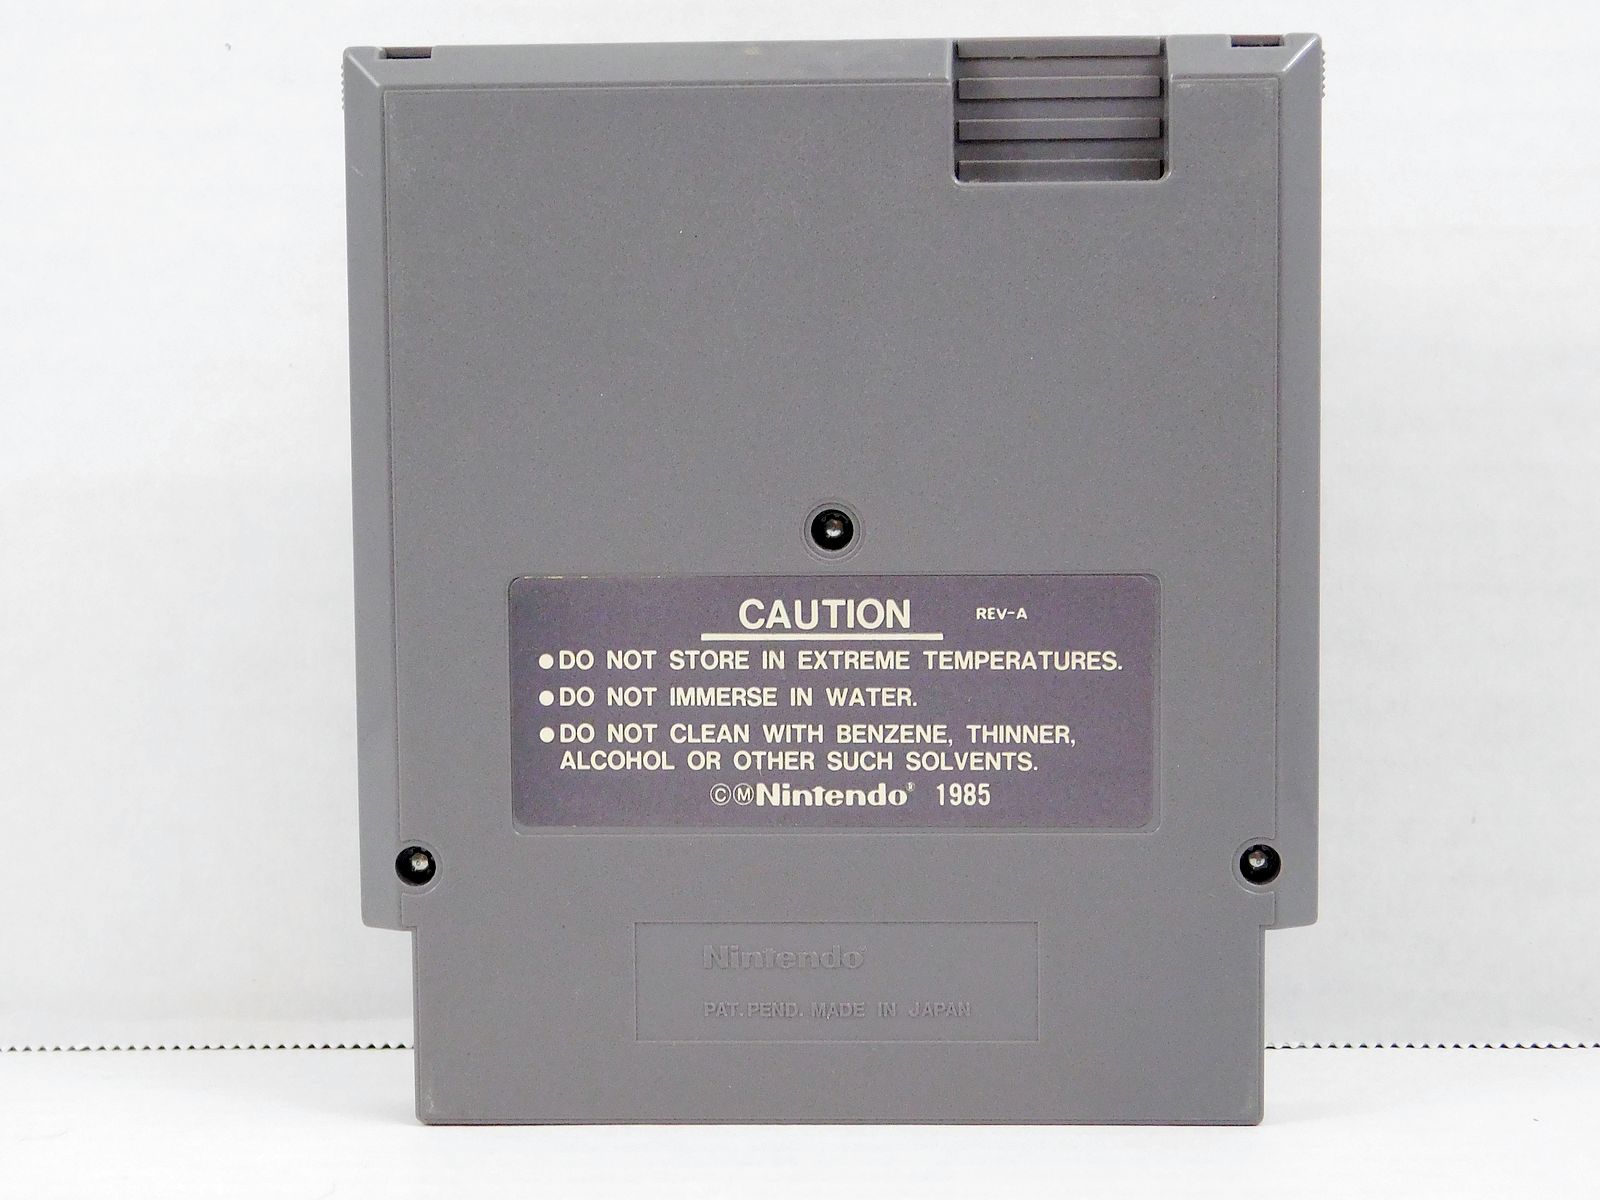 CAUTION REV-A
●DO NOT STORE IN EXTREME TEMPERATURES.
●DO NOT IMMERSE IN WATER.
●DO NOT CLEAN WITH BENZENE, THINNER,
ALCOHOL OR OTHER SUCH SOLVENTS.
©ⓂNintendo® 1985
Nintendo®
PAT. PEND. MADE IN JAPAN